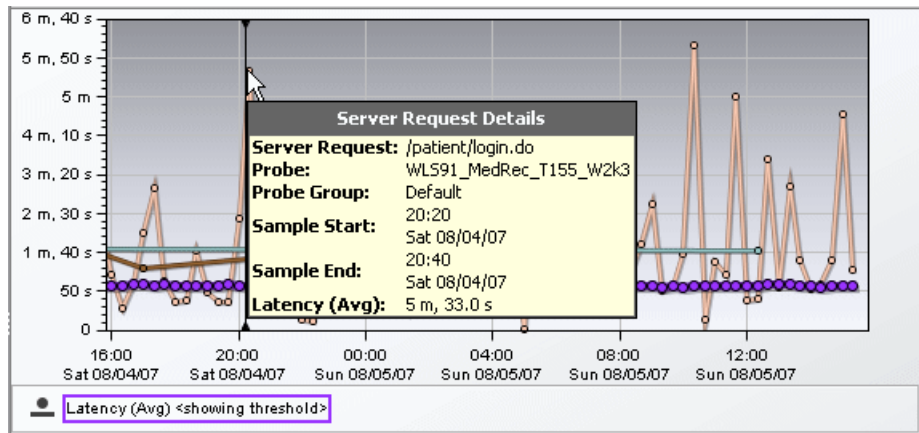 6 m, 40 s
5 m, 50 s
5 m
4 m, 10 s
3 m, 20 s
2 m, 30 s
1 m, 40 s
50 s
0
Server Request Details
Server Request: /patient/login.do
Probe: WLS91_MedRec_T155_W2k3
Probe Group: Default
Sample Start: 20:20
Sat 08/04/07
Sample End: 20:40
Sat 08/04/07
Latency (Avg): 5 m, 33.0 s
16:00 20:00 00:00 04:00 08:00 12:00
Sat 08/04/07 Sat 08/04/07 Sun 08/05/07 Sun 08/05/07 Sun 08/05/07 Sun 08/05/07
Latency (Avg) <showing threshold>